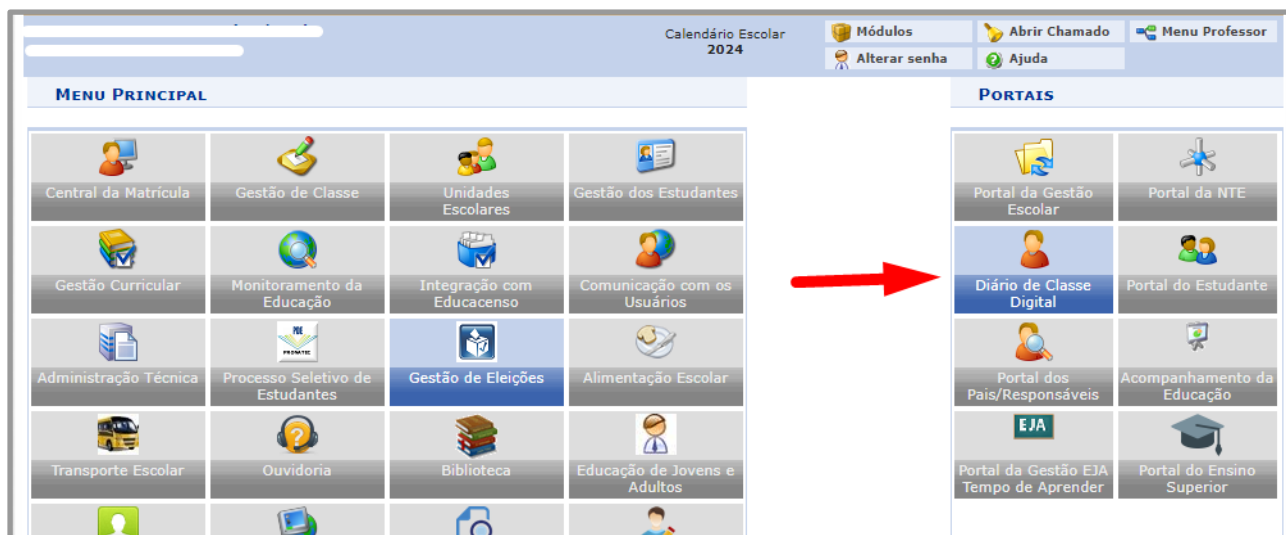 Calendário Escolar
2024
Módulos
Abrir Chamado
Menu Professor
Alterar senha
Ajuda
MENU PRINCIPAL
PORTAIS
Central da Matrícula
Gestão de Classe
Unidades
Escolares
Gestão dos Estudantes
Portal da Gestão
Escolar
Portal da NTE
Gestão Curricular
Monitoramento da
Educação
Integração com
Educacenso
Comunicação com os
Usuários
Diário de Classe
Digital
Portal do Estudante
PDE
PRONATEC
Administração Técnica
Processo Seletivo de
Estudantes
Gestão de Eleições
Alimentação Escolar
Portal dos
Pais/Responsáveis
Acompanhamento da
Educação
EJA
Transporte Escolar
Ouvidoria
Biblioteca
Educação de Jovens e
Adultos
Portal da Gestão EJA
Tempo de Aprender
Portal do Ensino
Superior